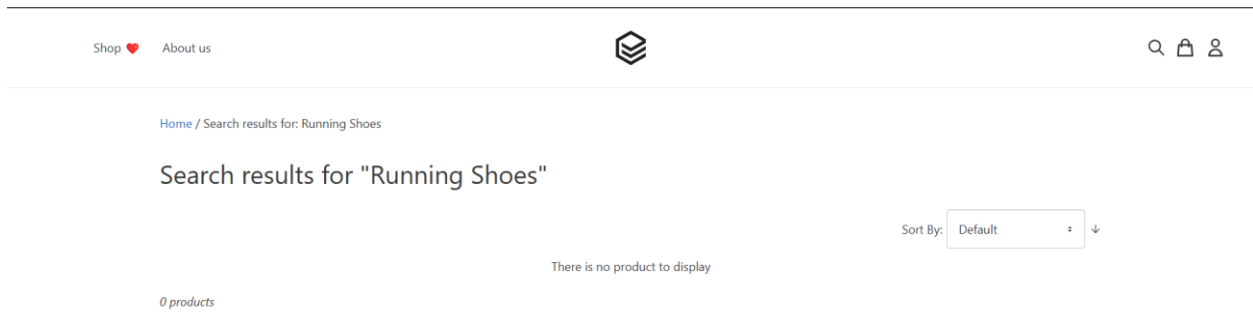 Shop ❤️ About us
Home / Search results for: Running Shoes
Search results for "Running Shoes"
Sort By: Default
There is no product to display
0 products